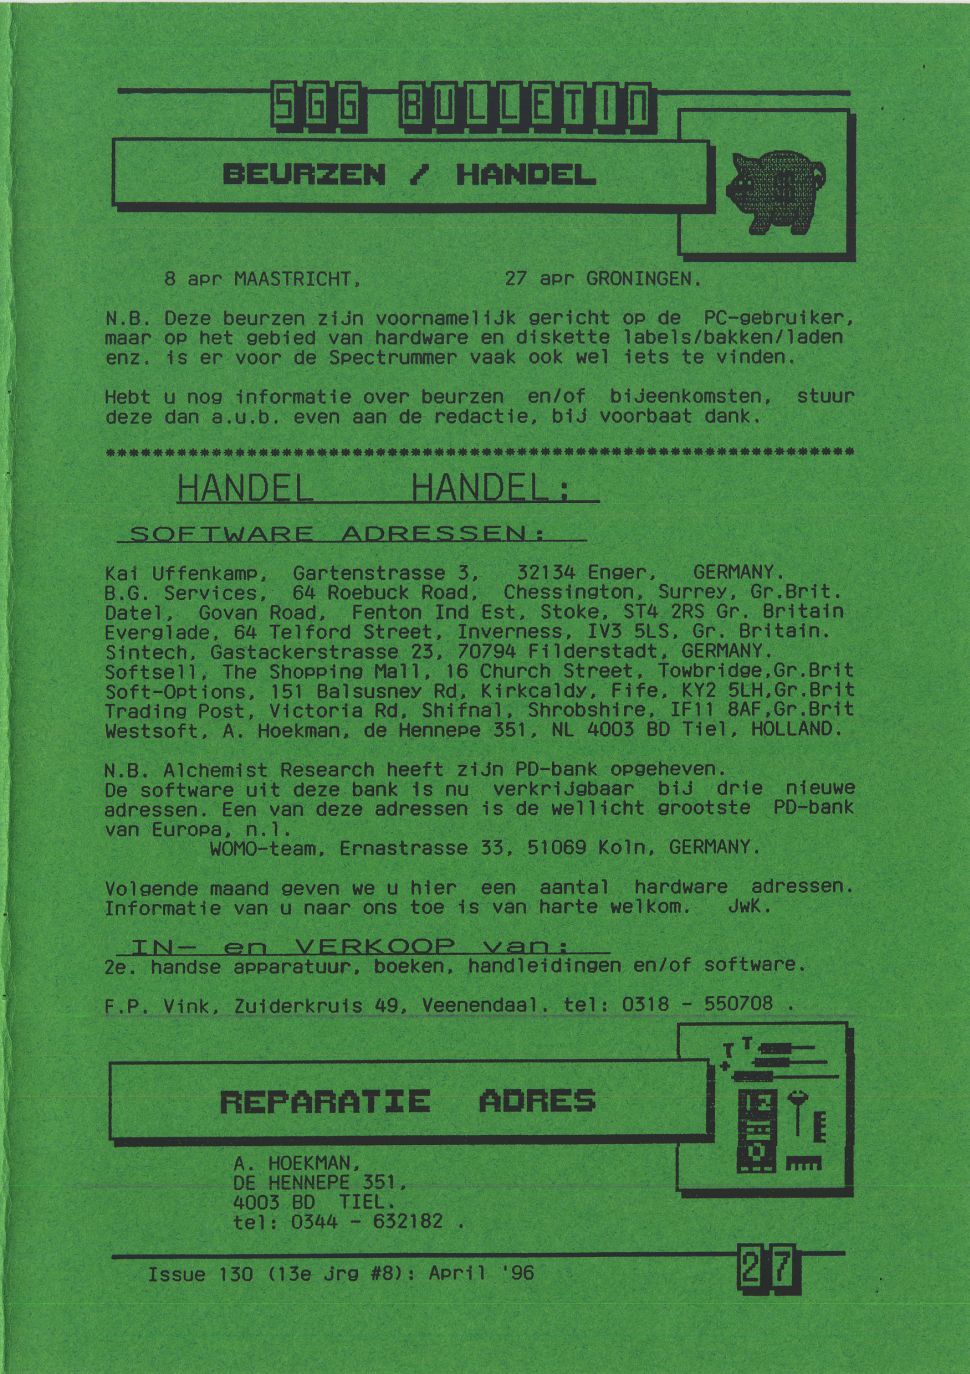 SGG BULLETIN
BEURZEN / HANDEL
8 apr MAASTRICHT, 27 apr GRONINGEN.
N.B. Deze beurzen zijn voornamelijk gericht op de PC-gebruiker,
maar op het gebied van hardware en diskette labels/bakken/laden
enz. is er voor de Spectrummer vaak ook wel iets te vinden.
Hebt u nog informatie over beurzen en/of bijeenkomsten, stuur
deze dan a.u.b. even aan de redactie, bij voorbaat dank.
****************************************************************
HANDEL HANDEL:
SOFTWARE ADRESSEN:
Kai Uffenkamp, Gartenstrasse 3, 32134 Enger, GERMANY.
B.G. Services, 64 Roebuck Road, Chessington, Surrey, Gr.Brit.
Datel, Govan Road, Fenton Ind Est, Stoke, ST4 2RS Gr. Britain
Everglade, 64 Telford Street, Inverness, IV3 5LS, Gr. Britain.
Sintech, Gastackerstrasse 23, 70794 Filderstadt, GERMANY.
Softsell, The Shopping Mall, 16 Church Street, Towbridge,Gr.Brit
Soft-Options, 151 Balsusney Rd, Kirkcaldy, Fife, KY2 5LH,Gr.Brit
Trading Post, Victoria Rd, Shifnal, Shrobshire, IF11 8AF,Gr.Brit
Westsoft, A. Hoekman, de Hennepe 351, NL 4003 BD Tiel, HOLLAND.
N.B. Alchemist Research heeft zijn PD-bank opgeheven.
De software uit deze bank is nu verkrijgbaar bij drie nieuwe
adressen. Een van deze adressen is de wellicht grootste PD-bank
van Europa, n.l.
WOMO-team, Ernastrasse 33, 51069 Koln, GERMANY.
Volgende maand geven we u hier een aantal hardware adressen.
Informatie van u naar ons toe is van harte welkom. JwK.
IN- en VERKOOP van:
2e. handse apparatuur, boeken, handleidingen en/of software.
F.P. Vink, Zuiderkruis 49, Veenendaal. tel: 0318 - 550708 .
REPARATIE ADRES
A. HOEKMAN,
DE HENNEPE 351,
4003 BD TIEL.
tel: 0344 - 632182 .
27
Issue 130 (13e jrg #8): April '96